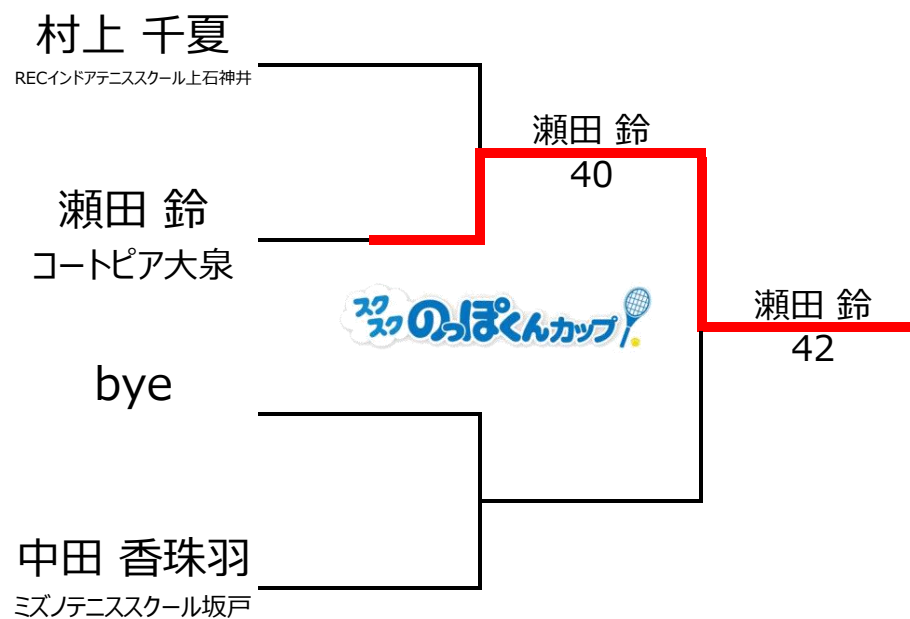 村上 千夏
RECインドアテニススクール上石神井
瀬田 鈴
40
瀬田 鈴
コートピア大泉
スクスクのっぽくんカップ
瀬田 鈴
42
bye
中田 香珠羽
ミズノテニススクール坂戸